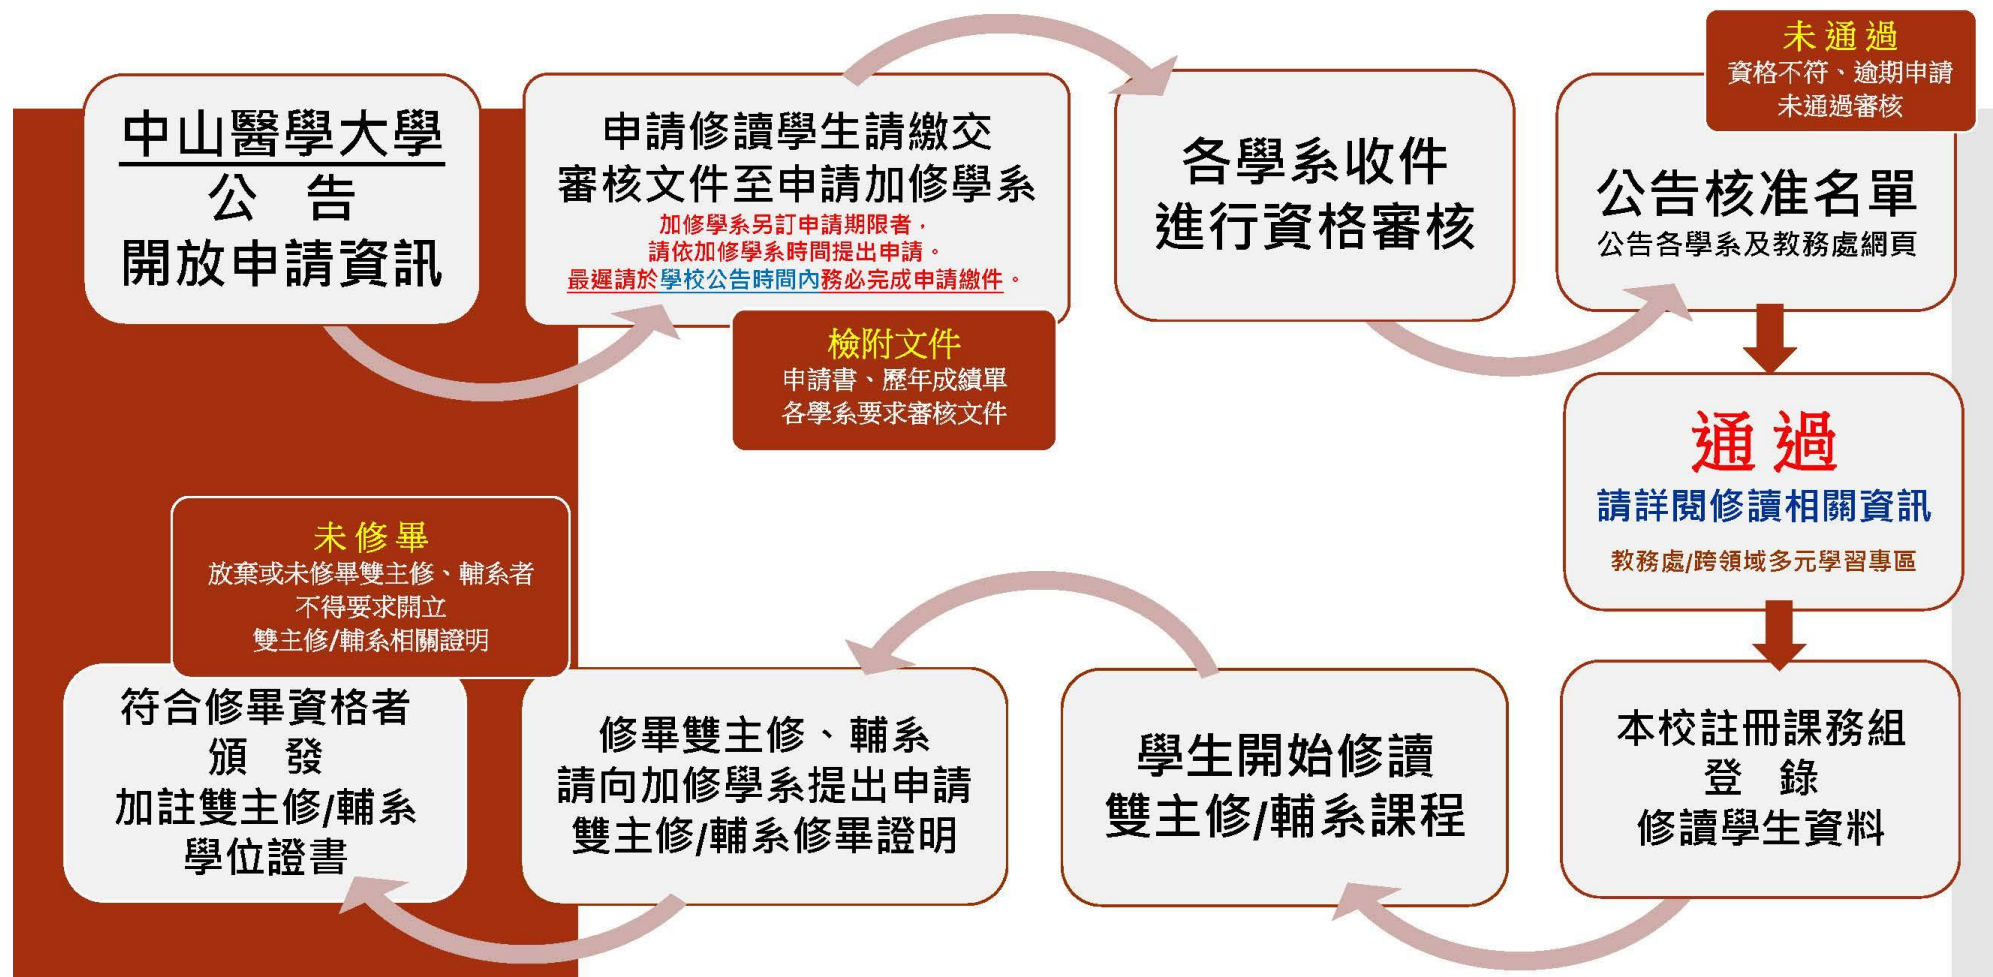 中山醫學大學
公 告
開放申請資訊
申請修讀學生請繳交
審核文件至申請加修學系
加修學系另訂申請期限者，
請依加修學系時間提出申請。
最遲請於學校公告時間內務必完成申請繳件。
檢附文件
申請書、歷年成績單
各學系要求審核文件
各學系收件
進行資格審核
未通過
資格不符、逾期申請
未通過審核
公告核准名單
公告各學系及教務處網頁
通過
請詳閱修讀相關資訊
教務處/跨領域多元學習專區
本校註冊課務組
登 錄
修讀學生資料
學生開始修讀
雙主修/輔系課程
修畢雙主修、輔系
請向加修學系提出申請
雙主修/輔系修畢證明
未修畢
放棄或未修畢雙主修、輔系者
不得要求開立
雙主修/輔系相關證明
符合修畢資格者
頒 發
加註雙主修/輔系
學位證書